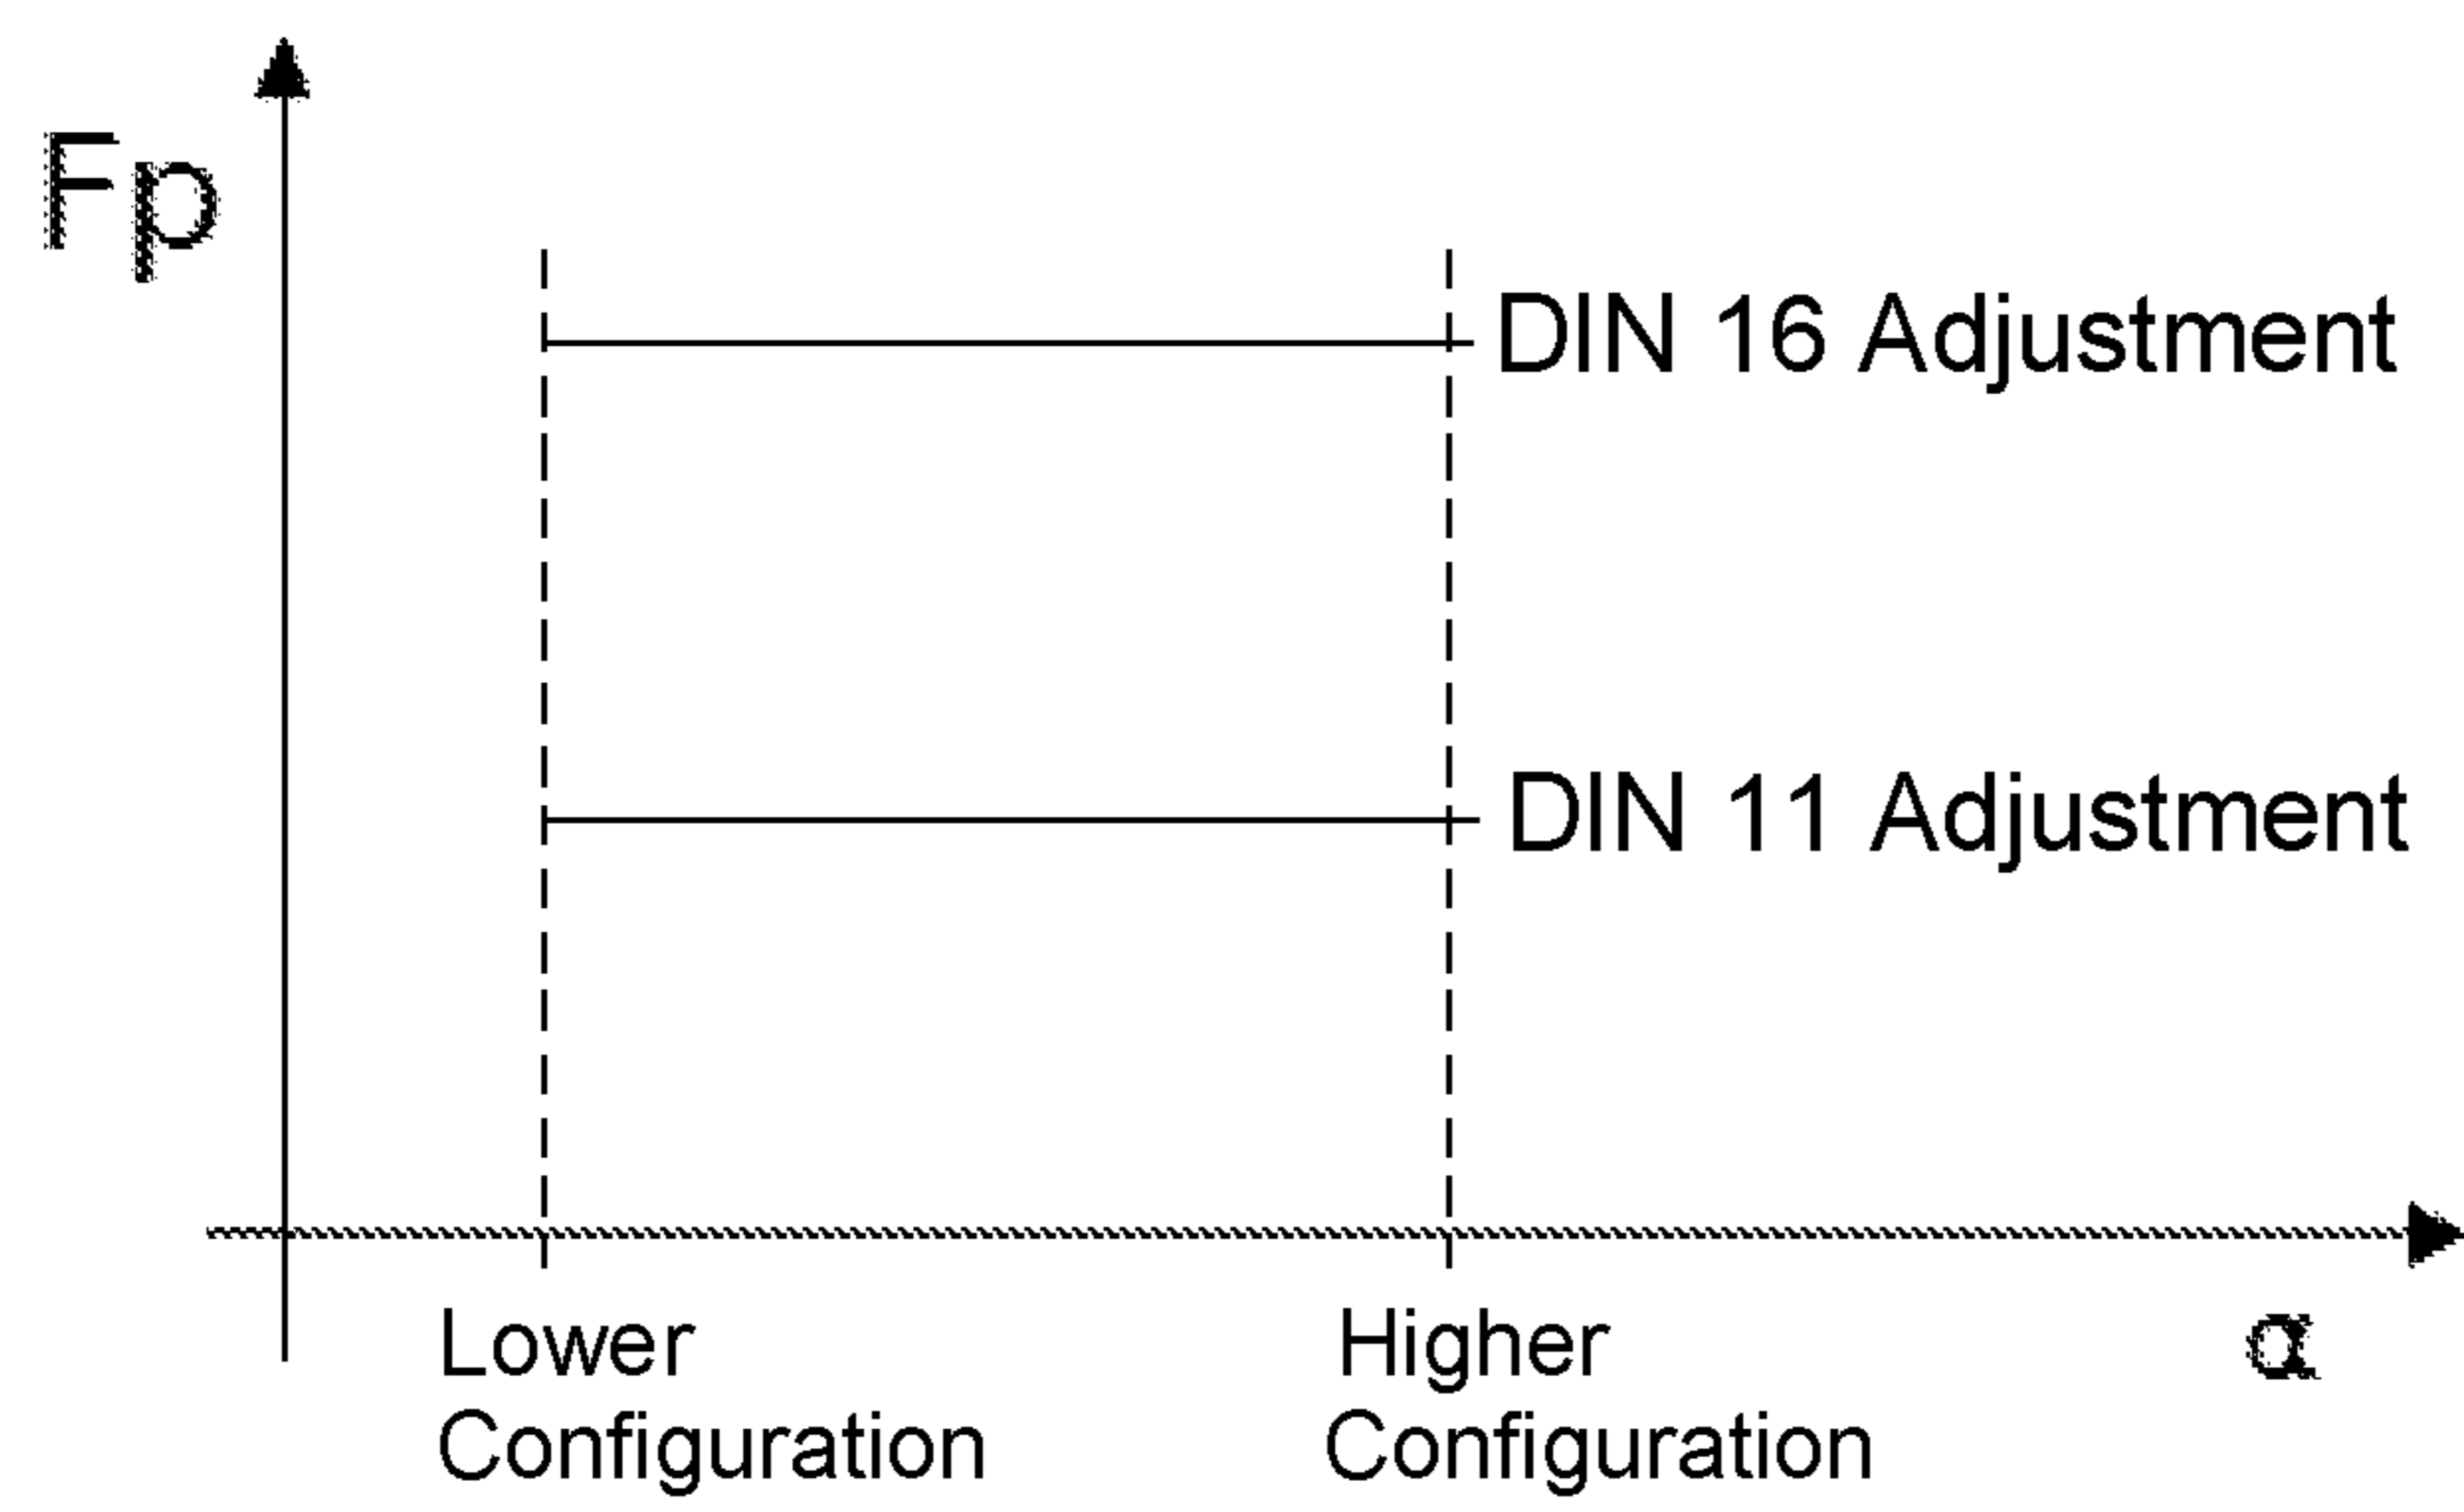 Fp
DIN 16 Adjustment
DIN 11 Adjustment
Lower
Configuration
Higher
Configuration
α